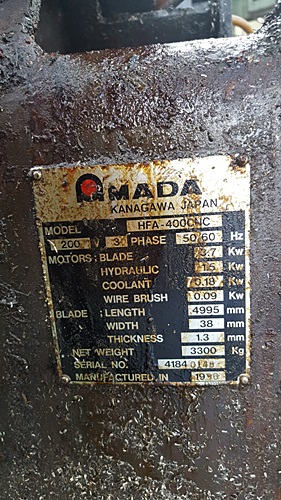 AMADA
KANAGAWA JAPAN
MODEL HFA-400CNC
200 V 3 PHASE 50/60 Hz
MOTORS: BLADE 3.7 Kw
HYDRAULIC 1.5 Kw
COOLANT 0.18 Kw
WIRE BRUSH 0.09 Kw
BLADE: LENGTH 4995 mm
WIDTH 38 mm
THICKNESS 1.3 mm
NET WEIGHT 3300 Kg
SERIAL NO. 41840148
MANUFACTURED IN